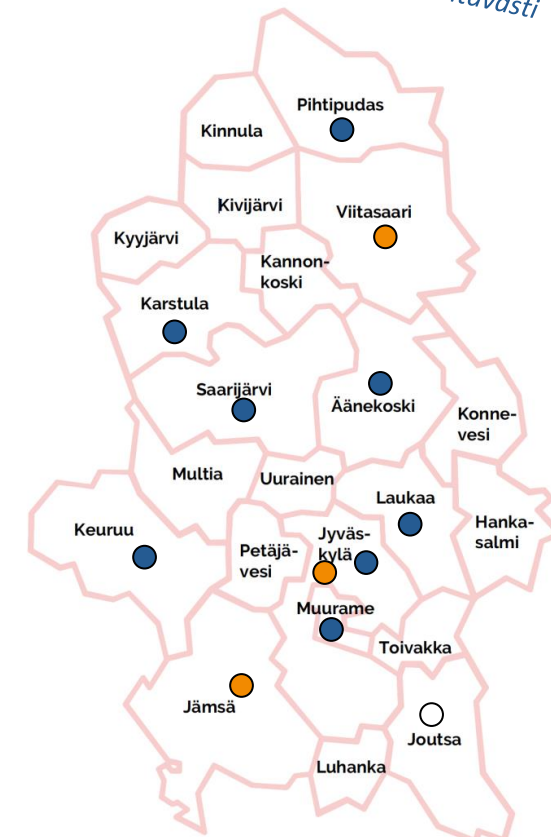 Pihtipudas
Kinnula
Kivijärvi
Viitasaari
Kyyjärvi
Kannon-
koski
Karstula
Saarijärvi
Äänekoski
Konne-
vesi
Multia
Uurainen
Laukaa
Keuruu
Hanka-
salmi
Jyväs-
kylä
Petäjä-
vesi
Muurame
Toivakka
Jämsä
Joutsa
Luhanka